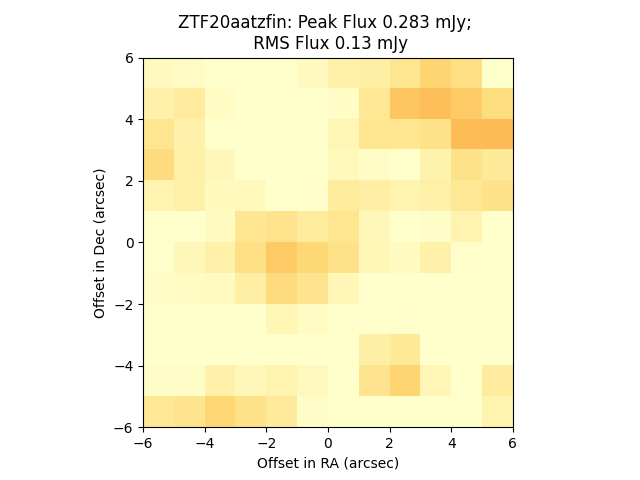 ZTF20aatzfin: Peak Flux 0.283 mJy;
RMS Flux 0.13 mJy
6
4
2
0
−2
−4
−6
Offset in Dec (arcsec)
−6 −4 −2 0 2 4 6
Offset in RA (arcsec)